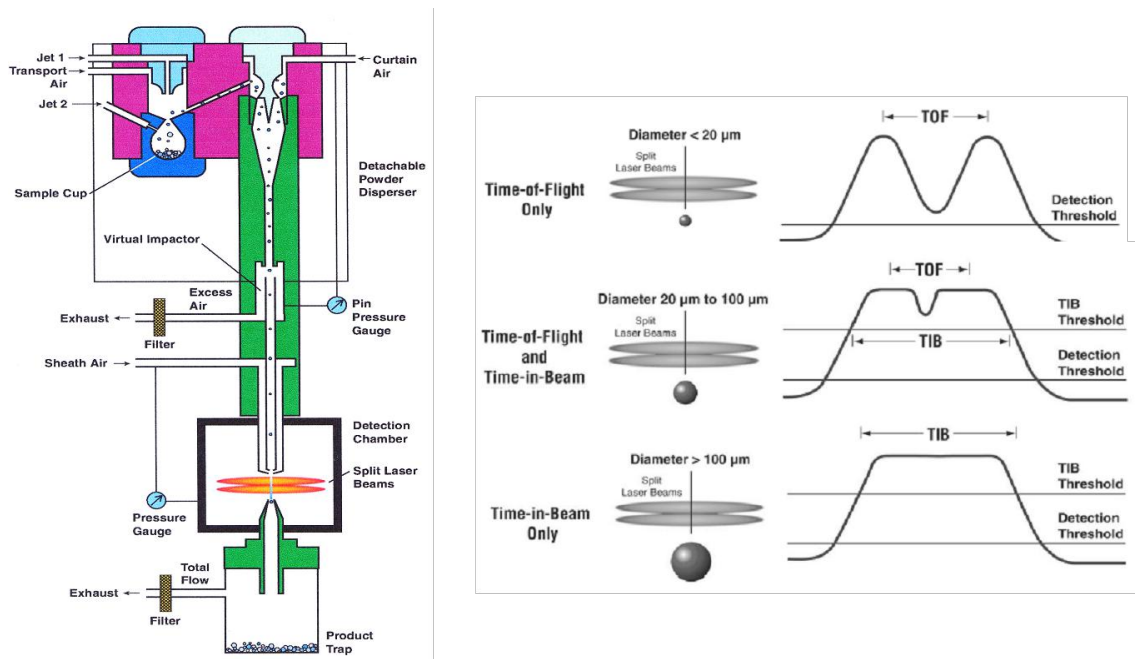 Jet 1
Transport
Air
Jet 2
Curtain
Air
Sample Cup
Detachable
Powder
Disperser
Virtual Impactor
Excess
Air
Exhaust
Filter
Pin
Pressure
Gauge
Sheath Air
Detection
Chamber
Split Laser
Beams
Pressure
Gauge
Total
Flow
Exhaust
Filter
Product
Trap
Time-of-Flight
Only
Diameter < 20 µm
Split
Laser Beams
TOF
Detection
Threshold
Time-of-Flight
and
Time-in-Beam
Diameter 20 µm to 100 µm
Split
Laser Beams
TOF
TIB
TIB
Threshold
Detection
Threshold
Time-in-Beam
Only
Diameter > 100 µm
Split
Laser Beams
TIB
TIB
Threshold
Detection
Threshold